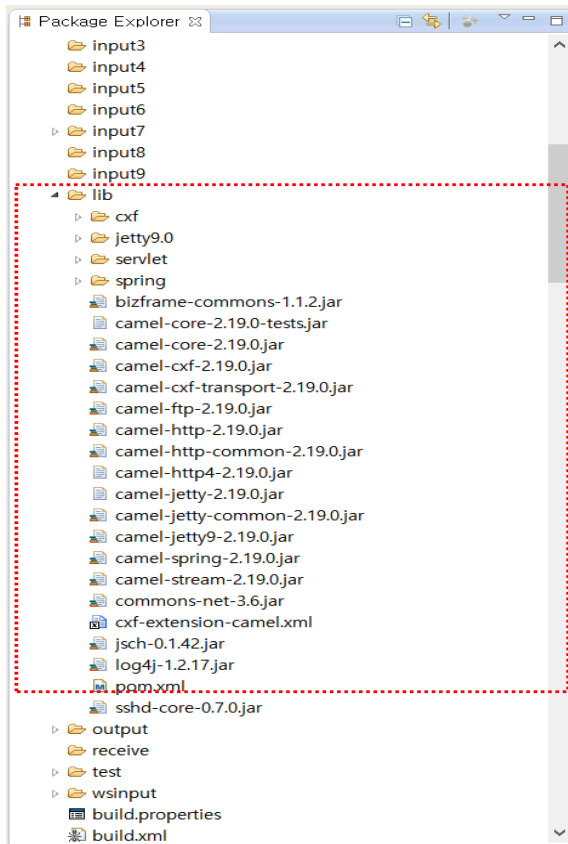 Package Explorer
input3
input4
input5
input6
input7
input8
input9
lib
cxf
jetty9.0
servlet
spring
bizframe-commons-1.1.2.jar
camel-core-2.19.0-tests.jar
camel-core-2.19.0.jar
camel-cxf-2.19.0.jar
camel-cxf-transport-2.19.0.jar
camel-ftp-2.19.0.jar
camel-http-2.19.0.jar
camel-http-common-2.19.0.jar
camel-http4-2.19.0.jar
camel-jetty-2.19.0.jar
camel-jetty-common-2.19.0.jar
camel-jetty9-2.19.0.jar
camel-spring-2.19.0.jar
camel-stream-2.19.0.jar
commons-net-3.6.jar
cxf-extension-camel.xml
jsch-0.1.42.jar
log4j-1.2.17.jar
pom.xml
sshd-core-0.7.0.jar
output
receive
test
wsinput
build.properties
build.xml